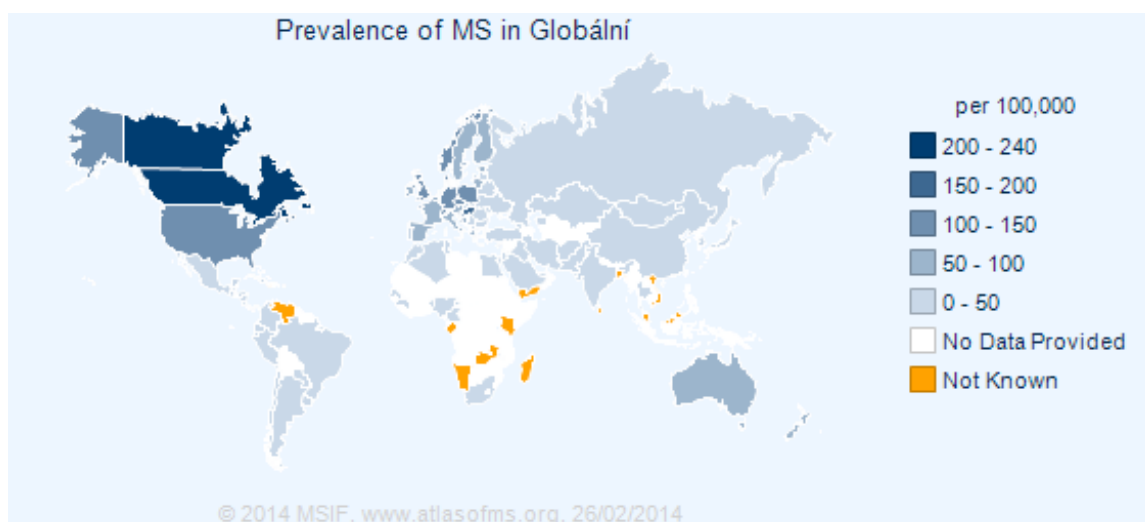 Prevalence of MS in Globální
per 100,000
200 - 240
150 - 200
100 - 150
50 - 100
0 - 50
No Data Provided
Not Known
© 2014 MSIF, www.atlasofms.org, 26/02/2014